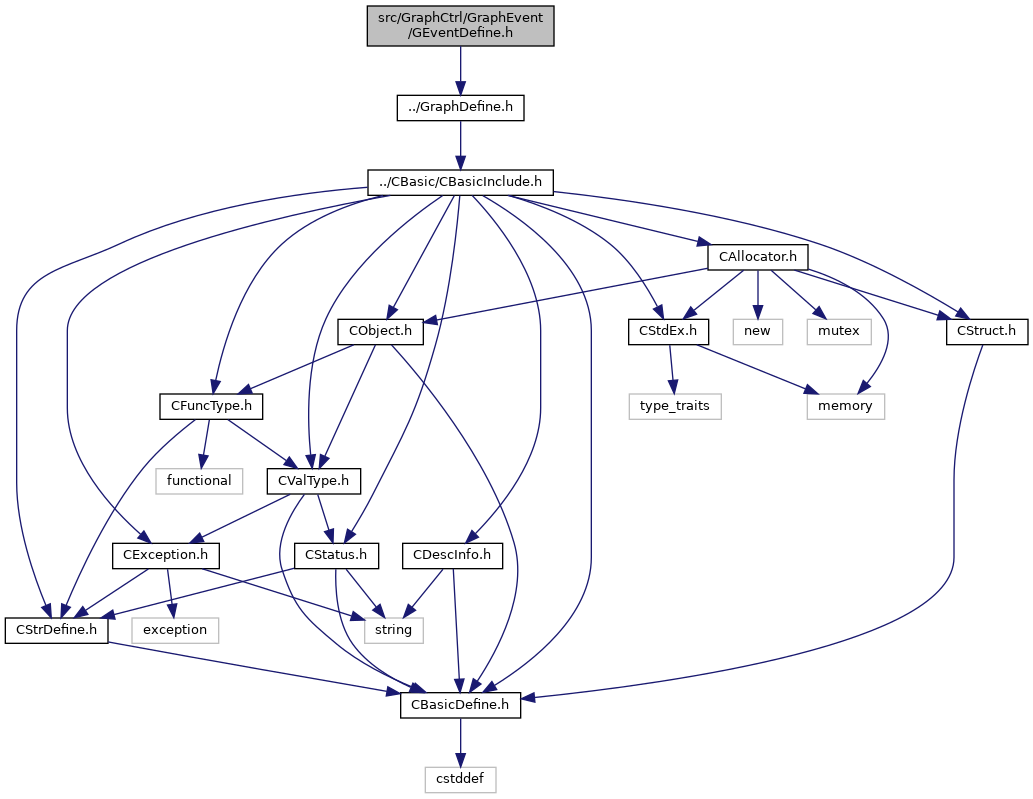 src/GraphCtrl/GraphEvent
/GEventDefine.h
../GraphDefine.h
../CBasic/CBasicInclude.h
CAllocator.h
CObject.h
CStdEx.h
new
mutex
CStruct.h
CFuncType.h
type_traits
memory
functional
CValType.h
CException.h
CStatus.h
CDescInfo.h
CStrDefine.h
exception
string
CBasicDefine.h
cstddef